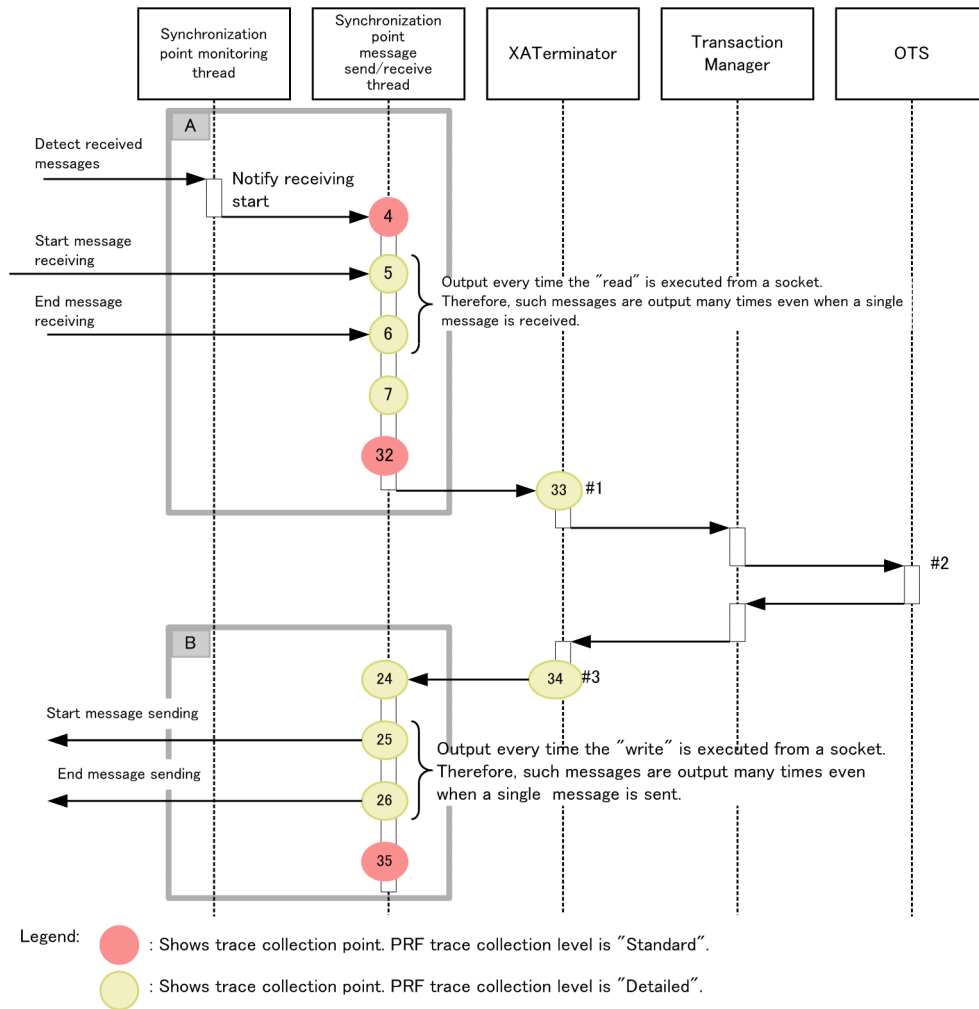 Synchronization
point monitoring
thread
Synchronization
point
message
send/receive
thread
XATerminator
Transaction
Manager
OTS
A
Detect received
messages
Notify receiving
start
4
Start message
receiving
5
Output every time the "read" is executed from a socket.
Therefore, such messages are output many times even when a single
message is received.
End message
receiving
6
7
32
33 #1
#2
B
34 #3
24
Start message sending
25
Output every time the "write" is executed from a socket.
Therefore, such messages are output many times even
when a single message is sent.
End message sending
26
35
Legend:
: Shows trace collection point. PRF trace collection level is "Standard".
: Shows trace collection point. PRF trace collection level is "Detailed".